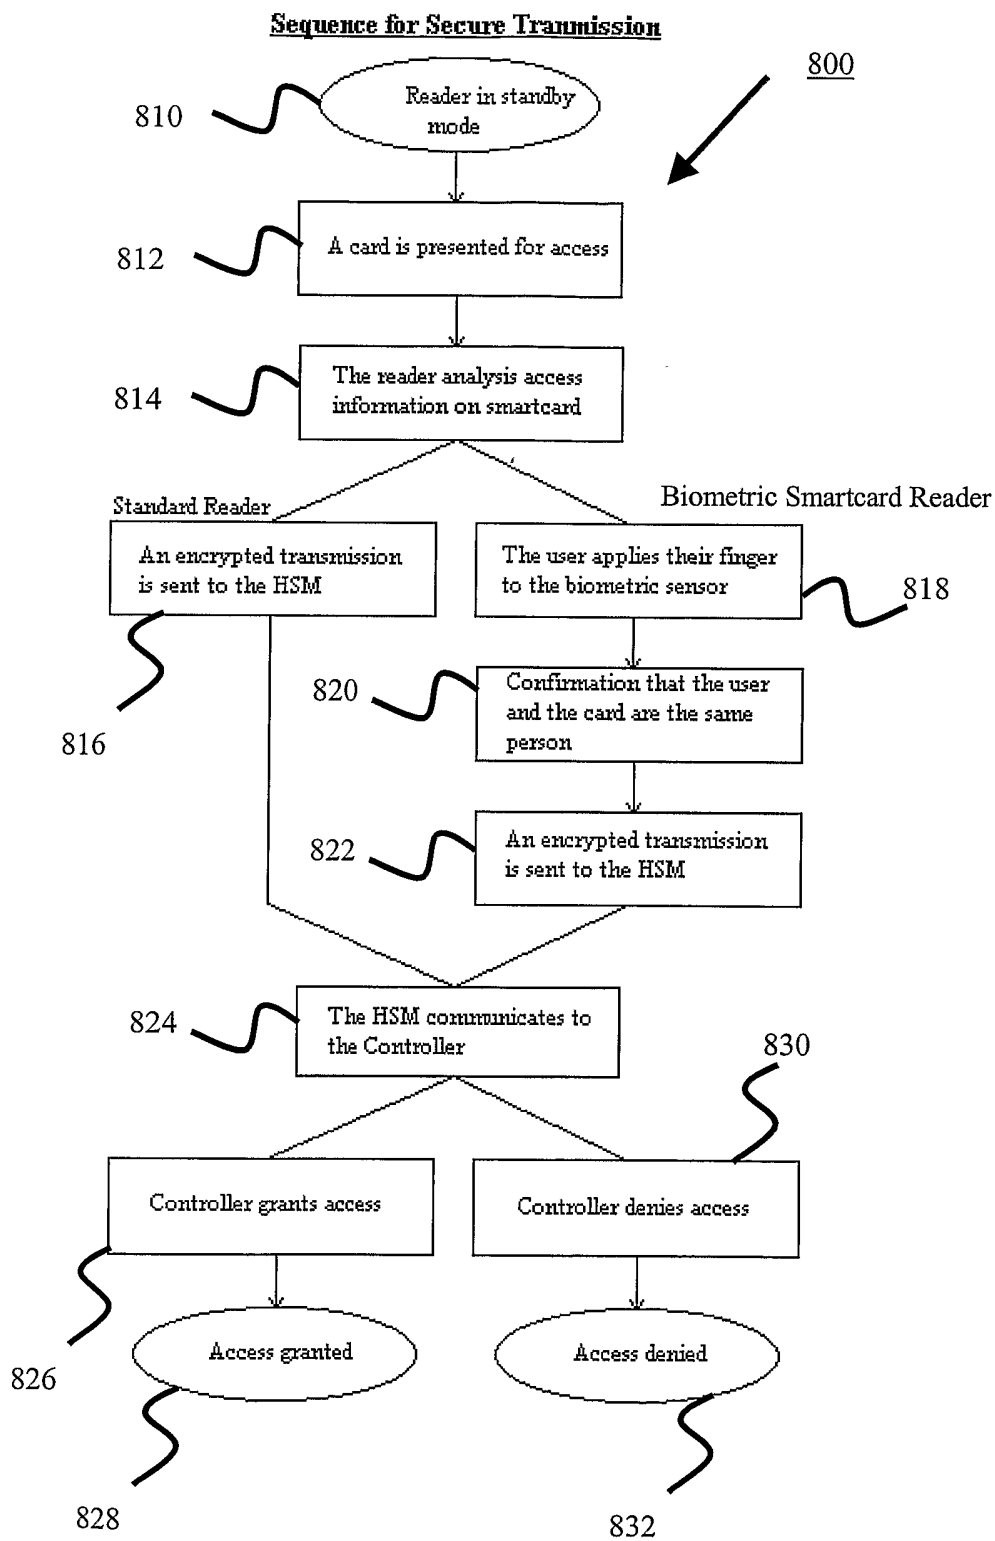 Sequence for Secure Tranmission
800
Reader in standby
mode
810
A card is presented for access
812
The reader analysis access
information on smartcard
814
Standard Reader
Biometric Smartcard Reader
An encrypted transmission
is sent to the HSM
The user applies their finger
to the biometric sensor
818
816
820
Confirmation that the user
and the card are the same
person
822
An encrypted transmission
is sent to the HSM
824
The HSM communicates to
the Controller
830
Controller grants access
Controller denies access
826
Access granted
Access denied
828
832